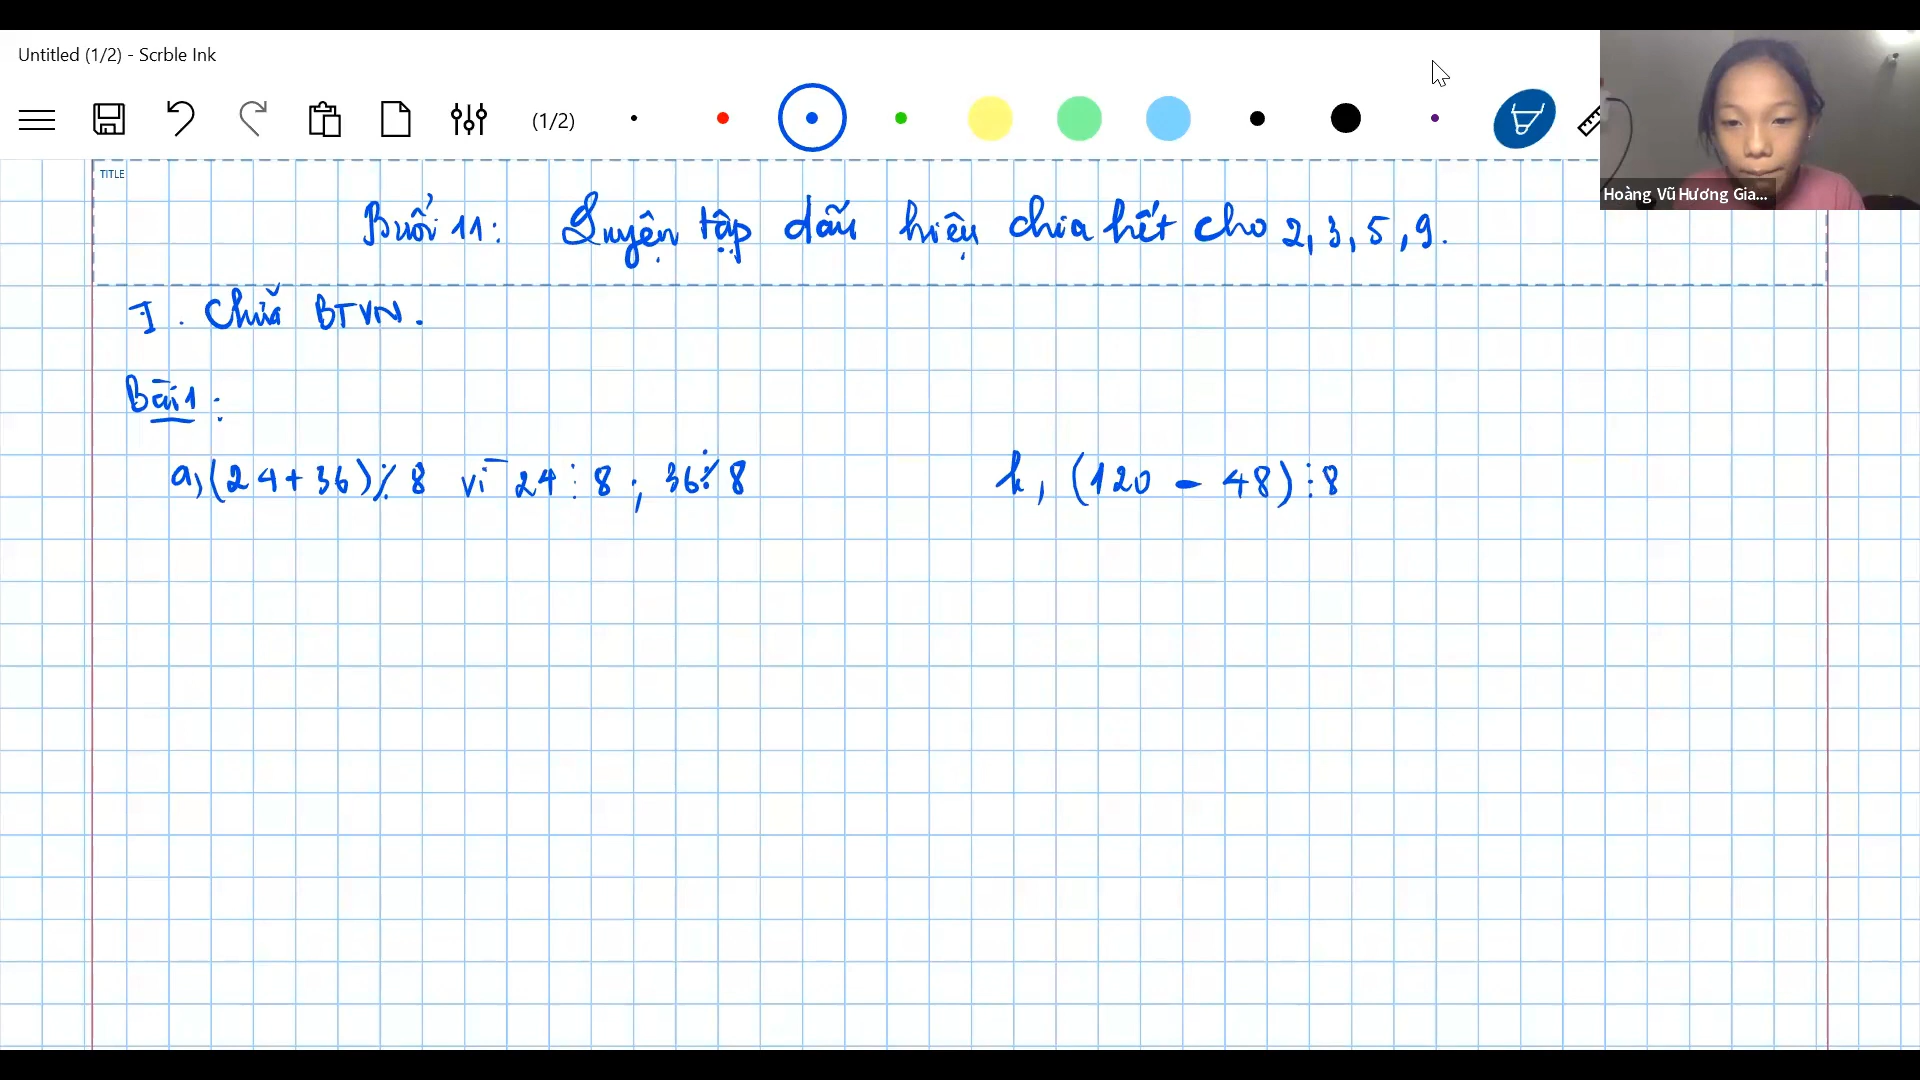 Untitled (1/2) - Scrble Ink
(1/2)
Hoàng Vũ Hương Gia...
TITLE
Buổi 11: Luyện tập dấu hiệu chia hết cho 2, 3, 5, 9.
I. Chữa BTVN.
Bài 1:
a, (24 + 36) ⋮̸ 8 vì 24 ⋮ 8 ; 36 ⋮̸ 8
b, (120 - 48) ⋮ 8